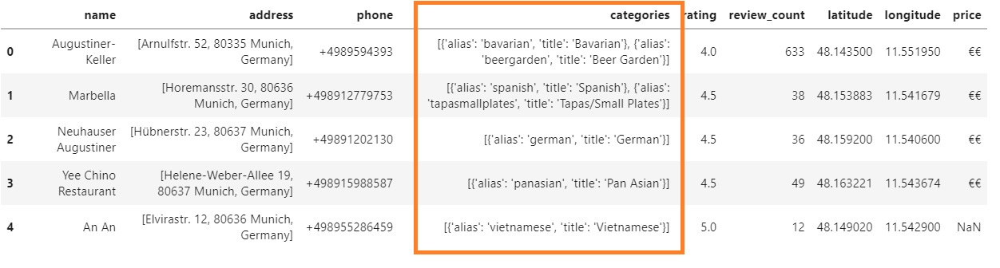 name address phone categories rating review_count latitude longitude price
0 Augustiner-Keller [Arnulfstr. 52, 80335 Munich, Germany] +4989594393 [{'alias': 'bavarian', 'title': 'Bavarian'}, {'alias': 'beergarden', 'title': 'Beer Garden'}] 4.0 633 48.143500 11.551950 €€
1 Marbella [Horemansstr. 30, 80636 Munich, Germany] +498912779753 [{'alias': 'spanish', 'title': 'Spanish'}, {'alias': 'tapasmallplates', 'title': 'Tapas/Small Plates'}] 4.5 38 48.153883 11.541679 €€
2 Neuhauser Augustiner [Hübnerstr. 23, 80637 Munich, Germany] +49891202130 [{'alias': 'german', 'title': 'German'}] 4.5 36 48.159200 11.540600 €€
3 Yee Chino Restaurant [Helene-Weber-Allee 19, 80637 Munich, Germany] +498915988587 [{'alias': 'panasian', 'title': 'Pan Asian'}] 4.5 49 48.163221 11.543674 €€
4 An An [Elvirastr. 12, 80636 Munich, Germany] +498955286459 [{'alias': 'vietnamese', 'title': 'Vietnamese'}] 5.0 12 48.149020 11.542900 NaN